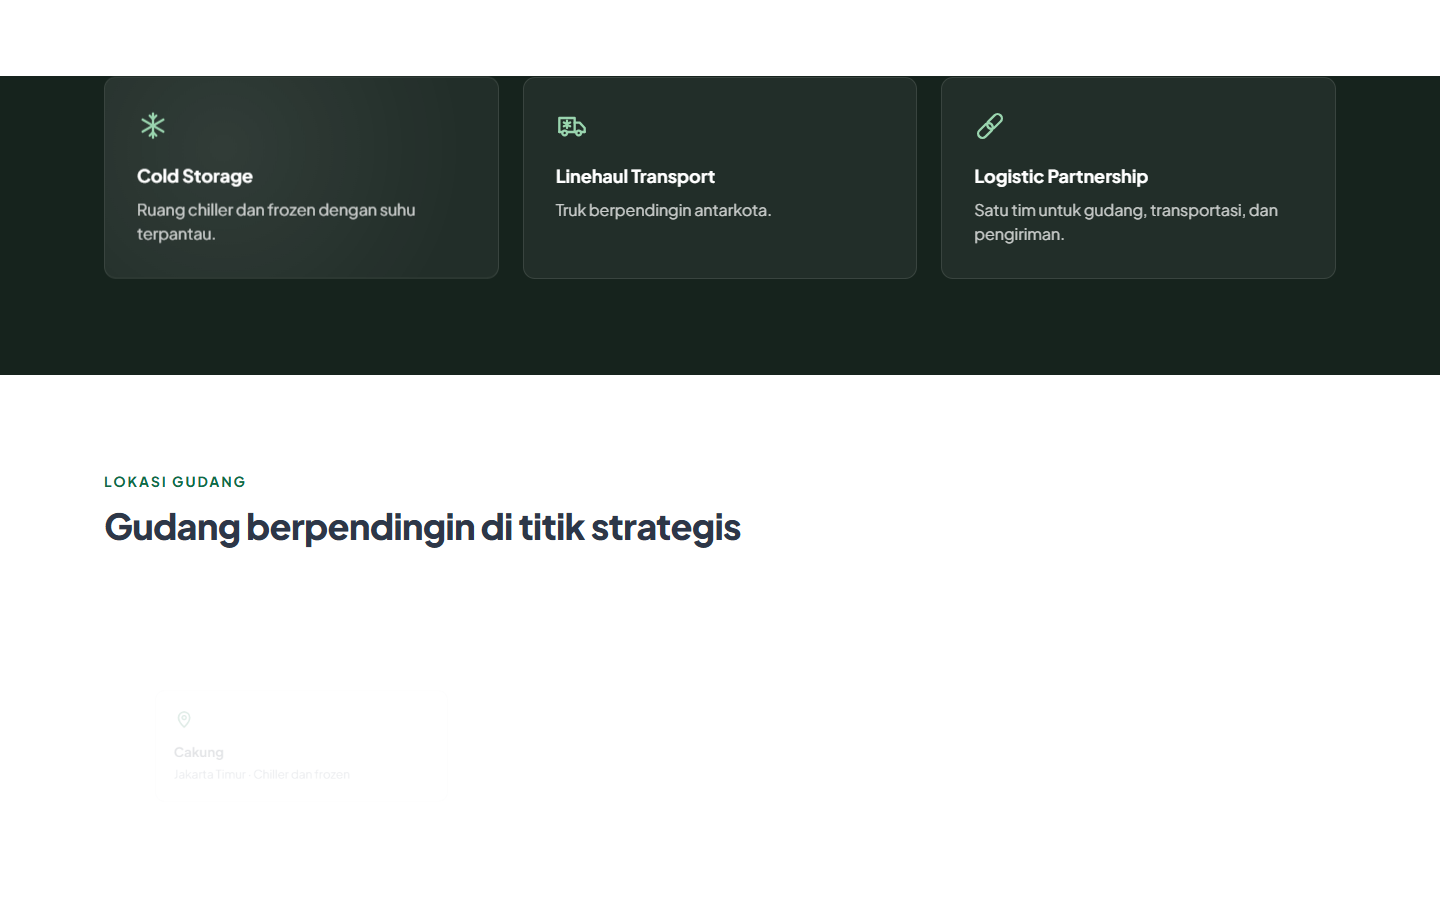 Cold Storage
Ruang chiller dan frozen dengan suhu
terpantau.
Linehaul Transport
Truk berpendingin antarkota.
Logistic Partnership
Satu tim untuk gudang, transportasi, dan
pengiriman.
LOKASI GUDANG
Gudang berpendingin di titik strategis
Cakung
Jakarta Timur · Chiller dan frozen